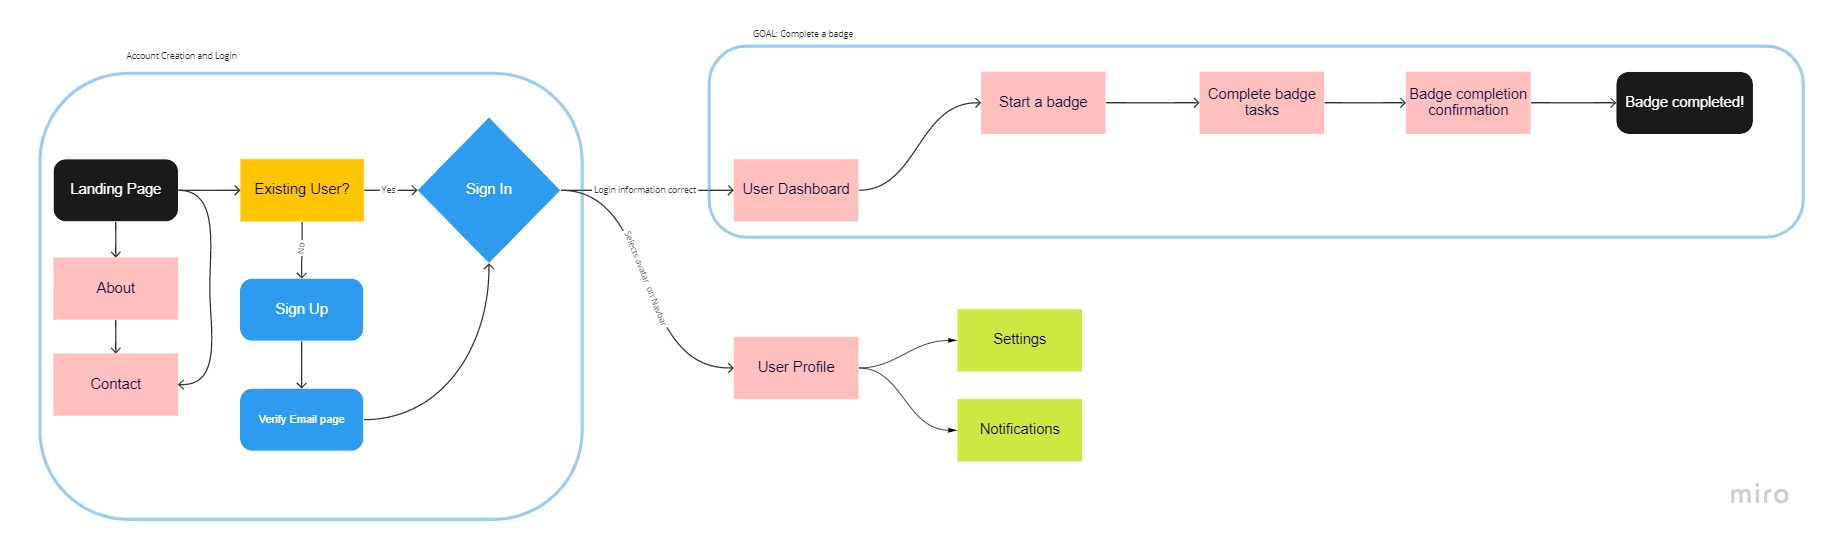 GOAL: Complete a badge
Account Creation and Login
Start a badge
Complete badge
tasks
Badge completion
confirmation
Badge completed!
Landing Page
Existing User?
Yes
Sign In
Login information correct
User Dashboard
No
Selects avatar on Navbar
About
Sign Up
Contact
Verify Email page
User Profile
Settings
Notifications
miro